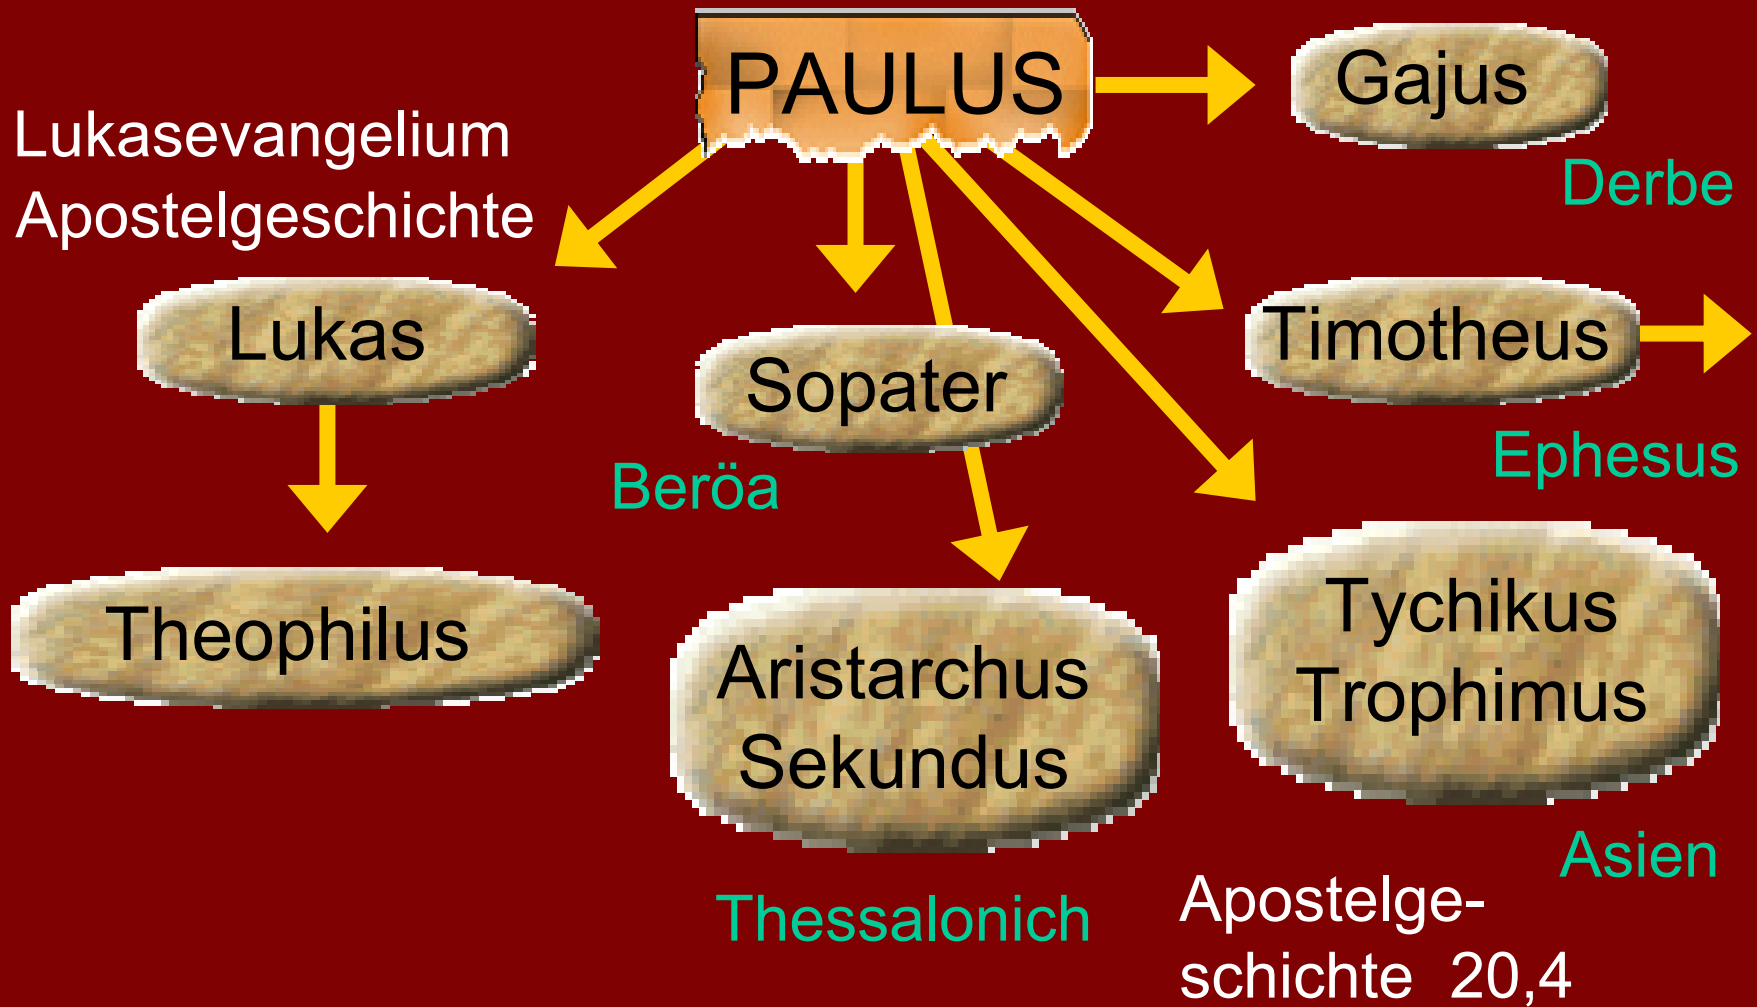 PAULUS
Gajus
Derbe
Lukasevangelium
Apostelgeschichte
Lukas
Sopater
Beröa
Timotheus
Ephesus
Theophilus
Aristarchus
Sekundus
Thessalonich
Tychikus
Trophimus
Asien
Apostelge-
schichte 20,4